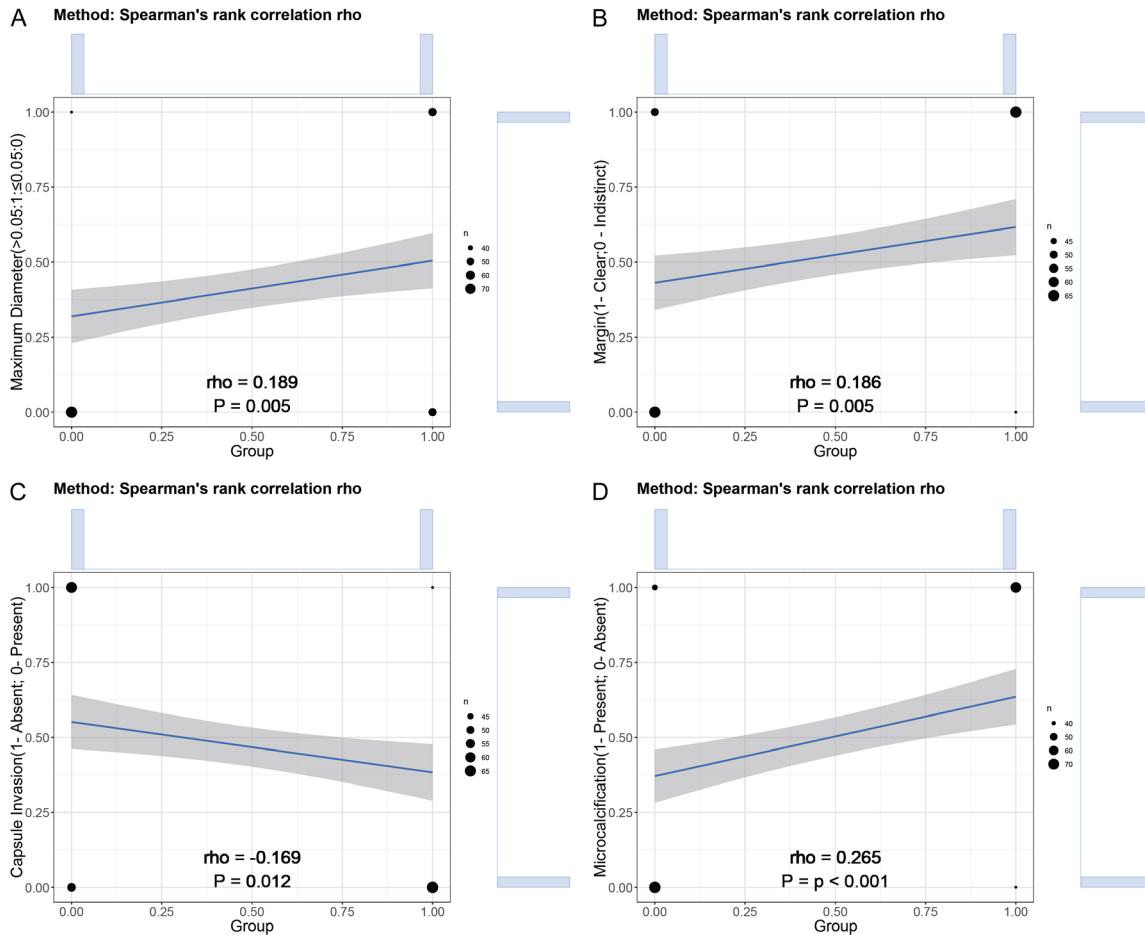 A
Method: Spearman's rank correlation rho
Maximum Diameter(>0.05:1:≤0.05:0)
1.00
0.75
0.50
0.25
0.00
rho = 0.189
P = 0.005
0.00 0.25 0.50 0.75 1.00
Group
n
40
50
60
70
B
Method: Spearman's rank correlation rho
Margin(1- Clear;0 - Indistinct)
1.00
0.75
0.50
0.25
0.00
rho = 0.186
P = 0.005
0.00 0.25 0.50 0.75 1.00
Group
n
45
50
55
60
65
C
Method: Spearman's rank correlation rho
Capsule Invasion(1- Absent; 0- Present)
1.00
0.75
0.50
0.25
0.00
rho = -0.169
P = 0.012
0.00 0.25 0.50 0.75 1.00
Group
n
45
50
55
60
65
D
Method: Spearman's rank correlation rho
Microcalcification(1- Present; 0- Absent)
1.00
0.75
0.50
0.25
0.00
rho = 0.265
P = p < 0.001
0.00 0.25 0.50 0.75 1.00
Group
n
40
50
60
70